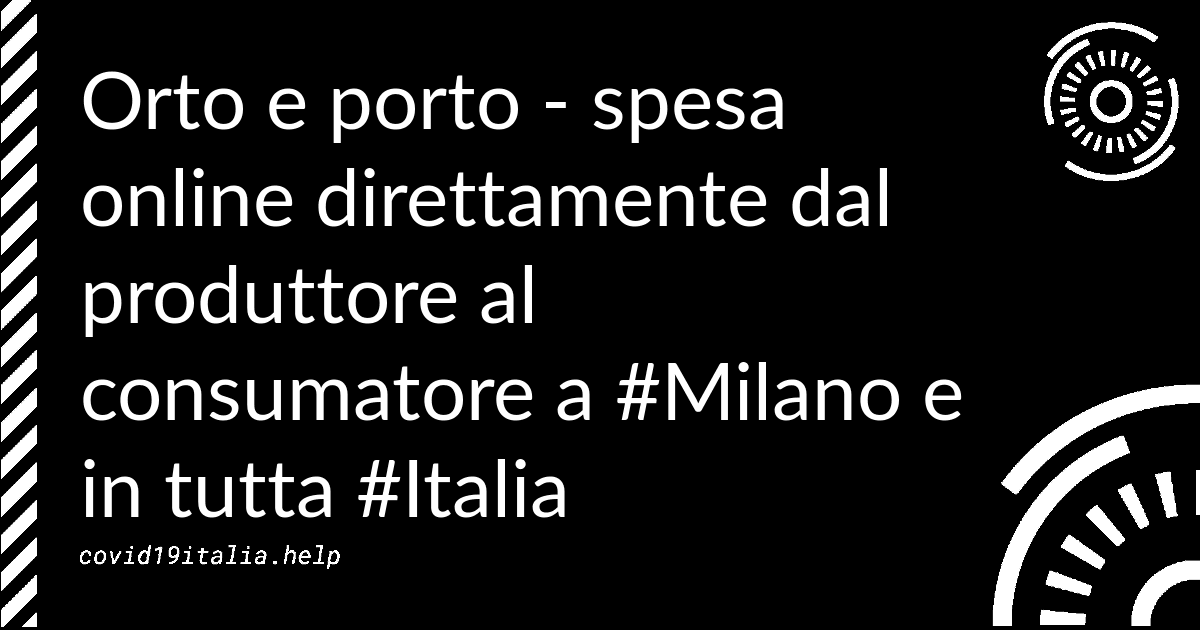 Orto e porto - spesa
online direttamente dal
produttore al
consumatore a #Milano e
in tutta #Italia
covid19italia.help